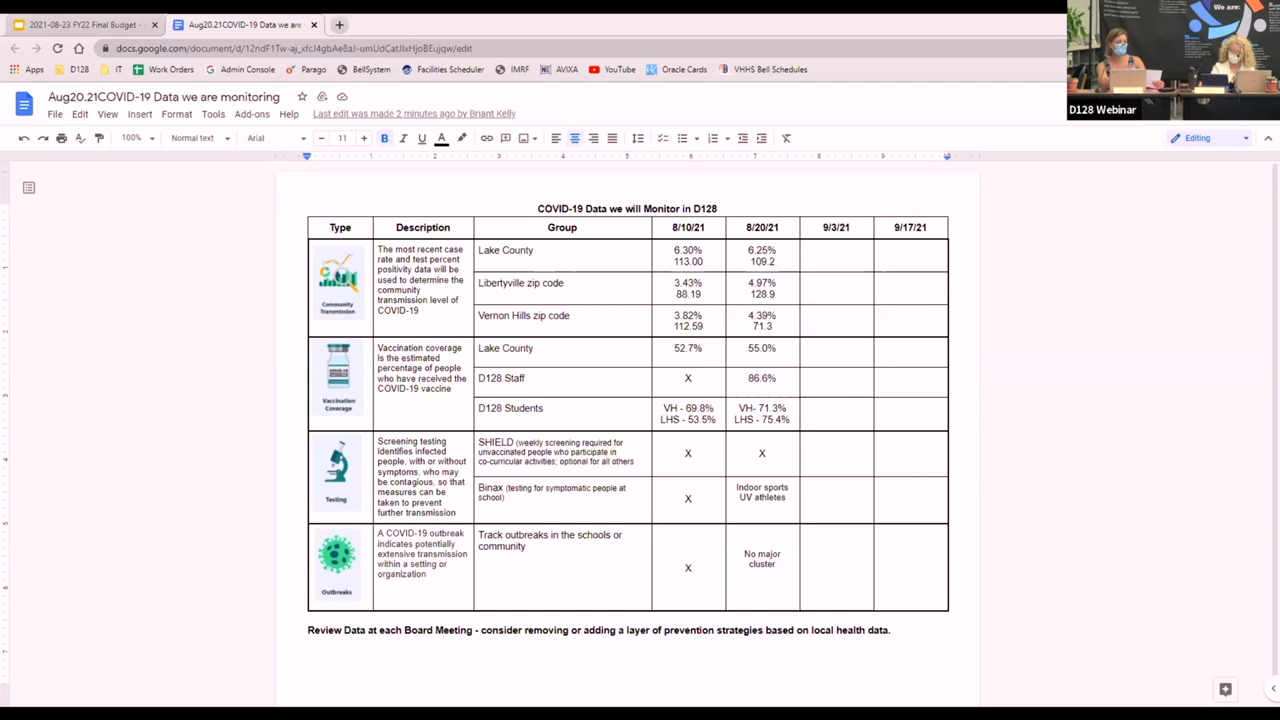 2021-08-23 FY22 Final Budget -
Aug20.21COVID-19 Data we are
docs.google.com/document/d/12ndF1Tw-aj_xfcJ4gbAe8aJ-umUdCatJIxHjoBEujqw/edit
Apps D128 Work Orders Admin Console Parago BellSystem Facilities Scheduler IMRF AVYA YouTube Oracle Cards VHHS Bell Schedules
Aug20.21COVID-19 Data we are monitoring
File Edit View Insert Format Tools Add-ons Help Last edit was made 2 minutes ago by Briant Kelly
100% Normal text Arial 11 Editing
We are:
D128 Webinar
COVID-19 Data we will Monitor in D128
Type Description Group 8/10/21 8/20/21 9/3/21 9/17/21
Community
Transmission
The most recent case
rate and test percent
positivity data will be
used to determine the
community
transmission level of
COVID-19
Lake County 6.30% 6.25%
113.00 109.2
Libertyville zip code 3.43% 4.97%
88.19 128.9
Vernon Hills zip code 3.82% 4.39%
112.59 71.3
Vaccination
Coverage
Vaccination coverage
is the estimated
percentage of people
who have received the
COVID-19 vaccine
Lake County 52.7% 55.0%
D128 Staff X 86.6%
D128 Students VH - 69.8% VH- 71.3%
LHS - 53.5% LHS - 75.4%
Testing
Screening testing
identifies infected
people, with or without
symptoms, who may
be contagious, so that
measures can be
taken to prevent
further transmission
SHIELD (weekly screening required for
unvaccinated people who participate in
co-curricular activities; optional for all others
X X
Binax (testing for symptomatic people at
school)
X
Indoor sports
UV athletes
Outbreaks
A COVID-19 outbreak
indicates potentially
extensive transmission
within a setting or
organization
Track outbreaks in the schools or
community
X
No major
cluster
Review Data at each Board Meeting - consider removing or adding a layer of prevention strategies based on local health data.